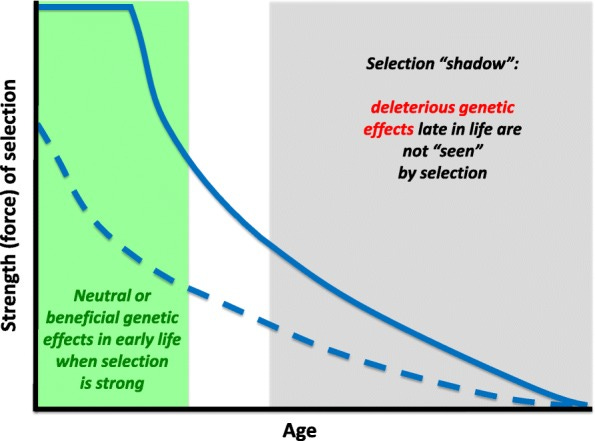 Strength (force) of selection
Selection “shadow”:
deleterious genetic
effects late in life are
not “seen”
by selection
Neutral or
beneficial genetic
effects in early life
when selection
is strong
Age